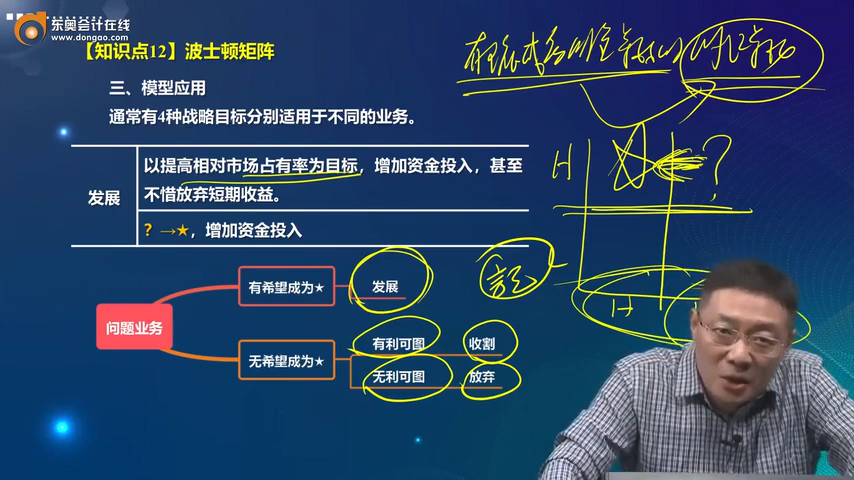 东奥会计在线
www.dongao.com
【知识点12】波士顿矩阵
三、模型应用
通常有4种战略目标分别适用于不同的业务。
发展
以提高相对市场占有率为目标，增加资金投入，甚至
不惜放弃短期收益。
？→★，增加资金投入
问题业务
有希望成为★
发展
无希望成为★
有利可图
收割
无利可图
放弃
H
?
H